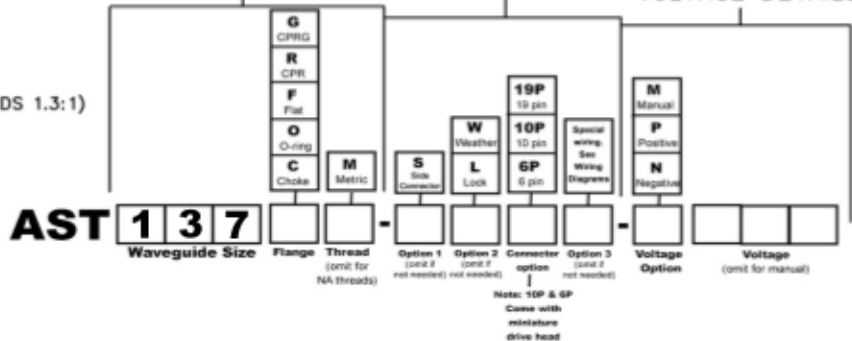 DS 1.3:1)
G
CPRG
R
CPR
F
Flat
O
O-ring
C
Choke
M
Metric
S
Side
Connector
W
Weather
L
Lock
19P
19 pin
10P
10 pin
6P
6 pin
Special
wiring.
See
Wiring
Diagrams
M
Manual
P
Positive
N
Negative
AST 1 3 7 - -
Waveguide Size
Flange
Thread
(omit for
NA threads)
Option 1
(omit if
not needed)
Option 2
(omit if
not needed)
Connector
option
Note: 10P & 6P
Come with
miniature
drive head
Option 3
(omit if
not needed)
Voltage
Option
Voltage
(omit for manual)